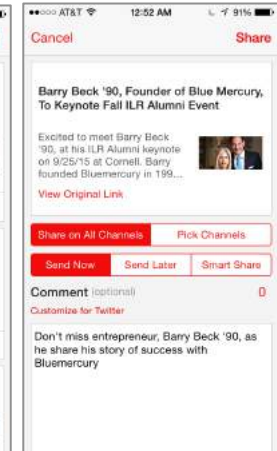 AT&T 12:52 AM 91%
Cancel Share
Barry Beck '90, Founder of Blue Mercury,
To Keynote Fall ILR Alumni Event
Excited to meet Barry Beck
'90, at his ILR Alumni keynote
on 9/25/15 at Cornell. Barry
founded Bluemercury in 199...
View Original Link
Share on All Channels Pick Channels
Send Now Send Later Smart Share
Comment (optional) 0
Customize for Twitter
Don't miss entrepreneur, Barry Beck '90, as
he share his story of success with
Bluemercury